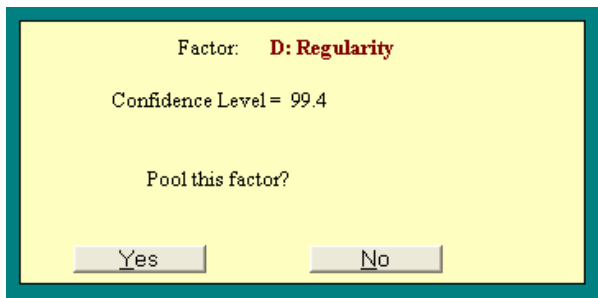 Factor: D: Regularity
Confidence Level = 99.4
Pool this factor?
Yes No